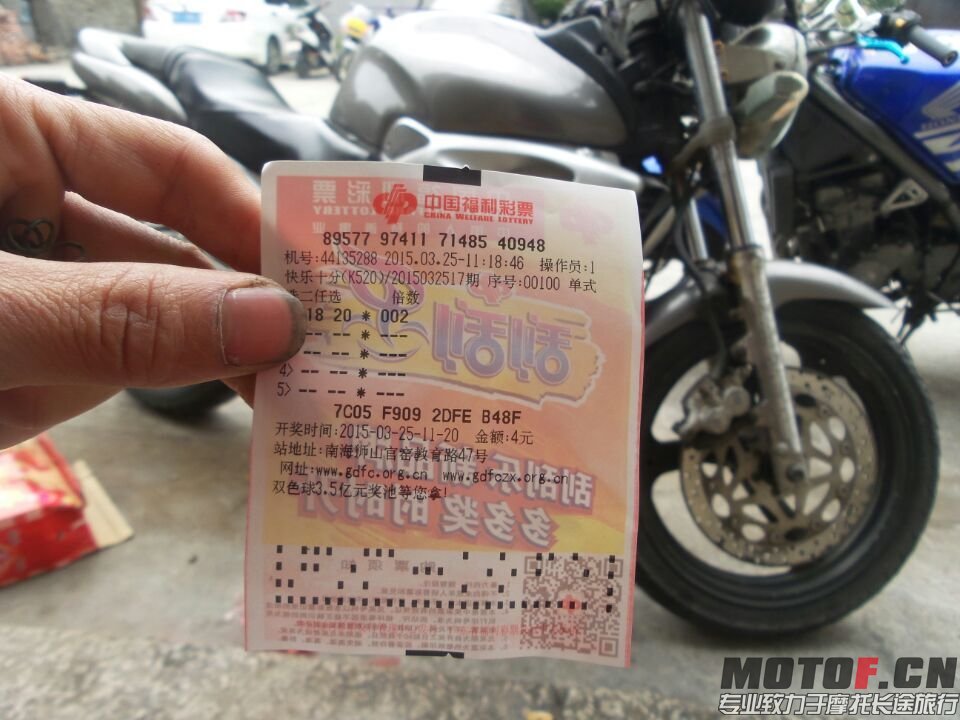 中国福利彩票
CHINA WELFARE LOTTERY
89577 97411 71485 40948
机号:44135288 2015.03.25-11:18:46 操作员:1
快乐十分(K520)/2015032517期 序号:00100 单式
选二任选 倍数
18 20 * 002
-- -- * ---
-- -- * ---
4> -- -- * ---
5> -- -- * ---
7C05 F909 2DFE B48F
开奖时间:2015-03-25-11-20 金额:4元
站地址:南海狮山官窑教育路47号
网址:www.gdfc.org.cn www.gdfczx.org.cn
双色球3.5亿元奖池等您拿!
刮刮乐
多多奖
HONDA
MOTOF.CN
专业致力于摩托长途旅行